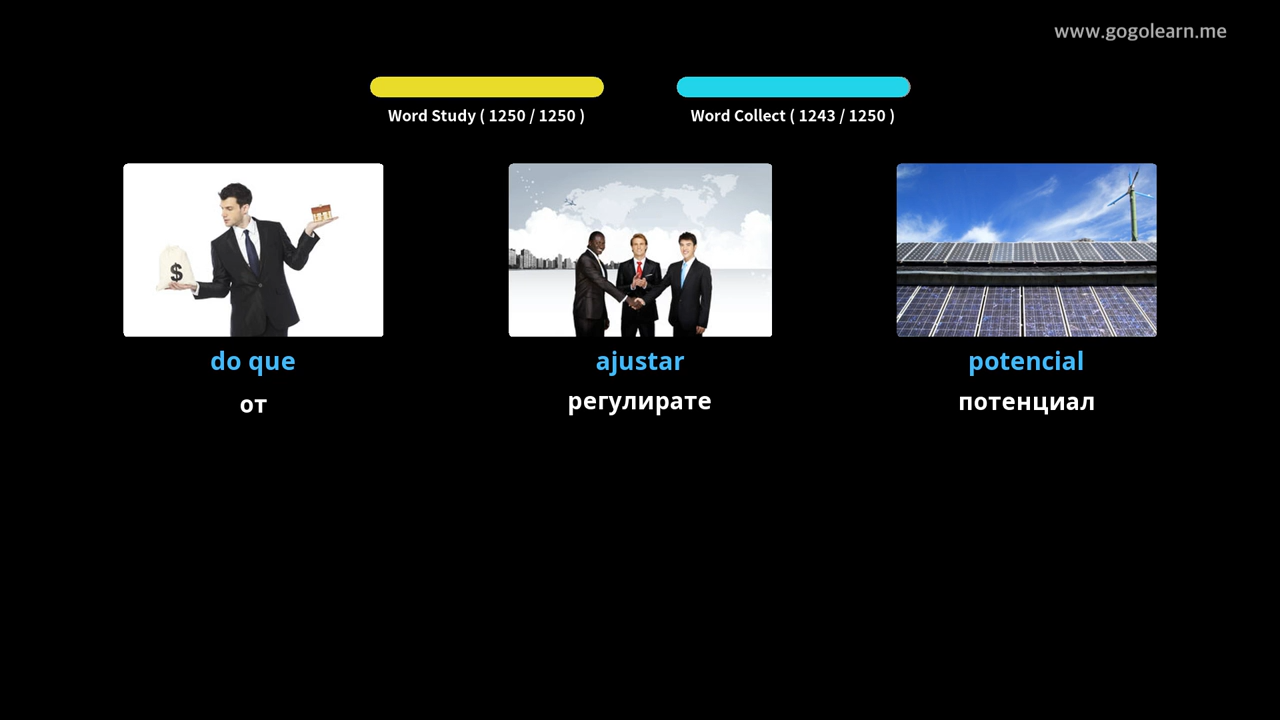 www.gogolearn.me
Word Study ( 1250 / 1250 )
Word Collect ( 1243 / 1250 )
$
do que
ajustar
potencial
от
регулирате
потенциал